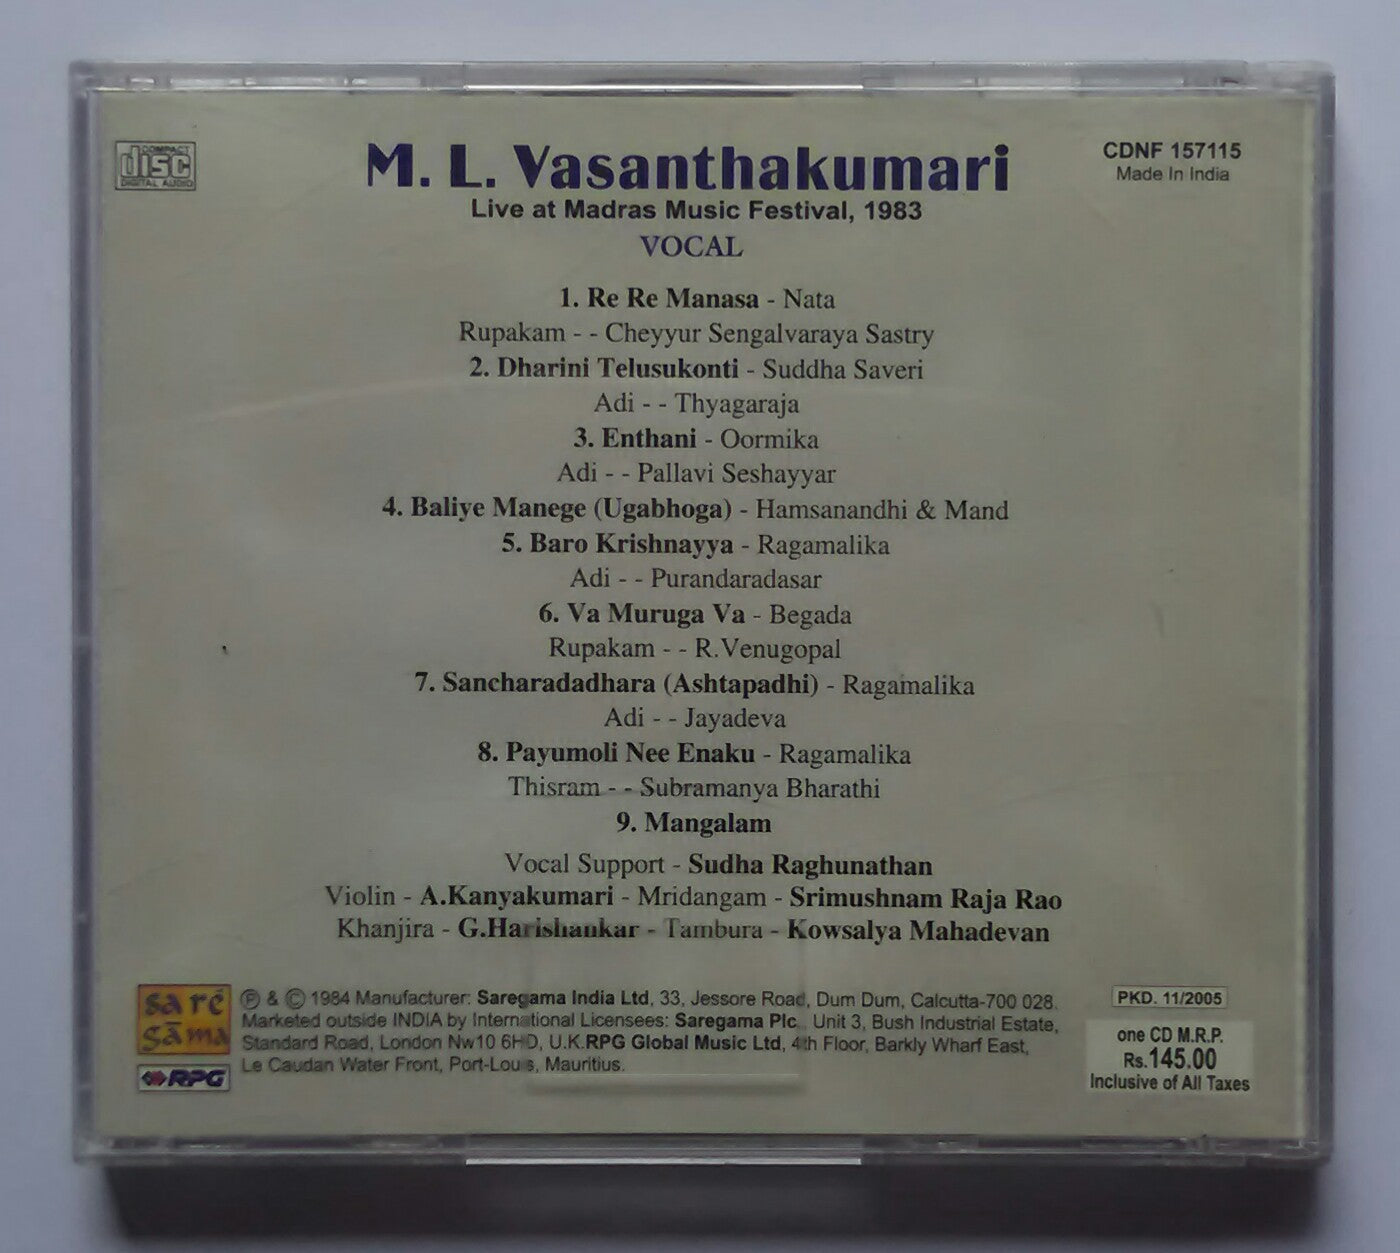 COMPACT
disc
DIGITAL AUDIO
M. L. Vasanthakumari
CDNF 157115
Made In India
Live at Madras Music Festival, 1983
VOCAL
1. Re Re Manasa - Nata
Rupakam - - Cheyyur Sengalvaraya Sastry
2. Dharini Telusukonti - Suddha Saveri
Adi - - Thyagaraja
3. Enthani - Oormika
Adi - - Pallavi Seshayyar
4. Baliye Manege (Ugabhoga) - Hamsanandhi & Mand
5. Baro Krishnayya - Ragamalika
Adi - - Purandaradasar
6. Va Muruga Va - Begada
Rupakam - - R.Venugopal
7. Sancharadadhara (Ashtapadhi) - Ragamalika
Adi - - Jayadeva
8. Payumoli Nee Enaku - Ragamalika
Thisram - - Subramanya Bharathi
9. Mangalam
Vocal Support - Sudha Raghunathan
Violin - A.Kanyakumari - Mridangam - Srimushnam Raja Rao
Khanjira - G.Harishankar - Tambura - Kowsalya Mahadevan
sa ré
gāma
RPG
℗ & © 1984 Manufacturer: Saregama India Ltd, 33, Jessore Road, Dum Dum, Calcutta-700 028.
Marketed outside INDIA by International Licensees: Saregama Plc, Unit 3, Bush Industrial Estate,
Standard Road, London Nw10 6HD, U.K.RPG Global Music Ltd, 4th Floor, Barkly Wharf East,
Le Caudan Water Front, Port-Louis, Mauritius.
PKD. 11/2005
one CD M.R.P.
Rs.145.00
Inclusive of All Taxes